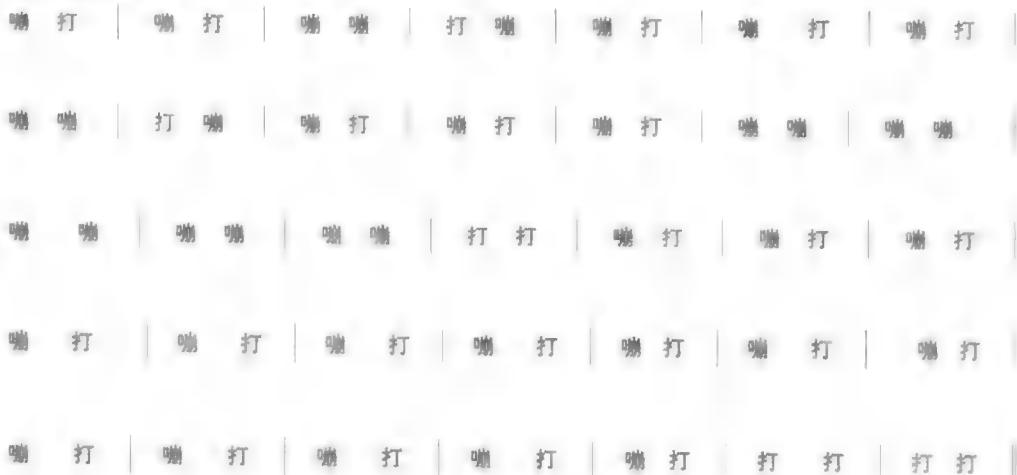 嘣 打 | 嘣 打 | 嘣 嘣 | 打 嘣 | 嘣 打 | 嘣 打 | 嘣 打 |
嘣 嘣 | 打 嘣 | 嘣 打 | 嘣 打 | 嘣 打 | 嘣 嘣 | 嘣 嘣 |
嘣 嘣 | 嘣 嘣 | 嘣 嘣 | 打 打 | 嘣 打 | 嘣 打 | 嘣 打 |
嘣 打 | 嘣 打 | 嘣 打 | 嘣 打 | 嘣 打 | 嘣 打 | 嘣 打 |
嘣 打 | 嘣 打 | 嘣 打 | 嘣 打 | 嘣 打 | 打 打 | 打 打 |